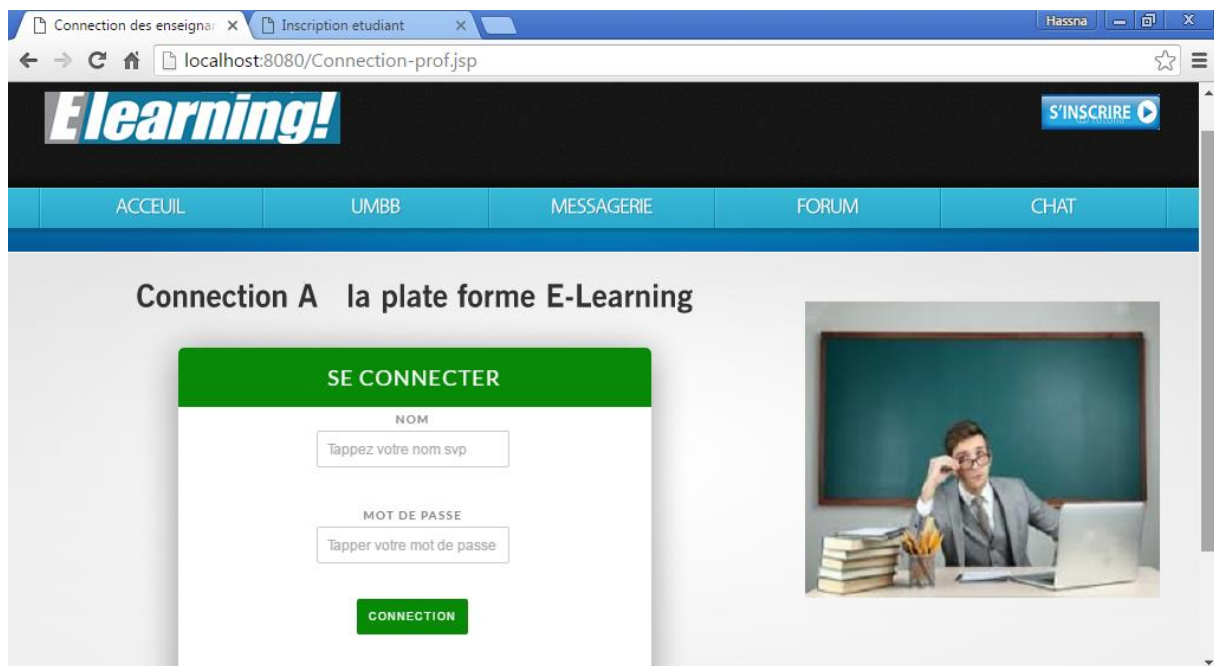 Connection des enseignar
Inscription etudiant
Hassna
localhost:8080/Connection-prof.jsp
Elearning!
S'INSCRIRE
ACCEUIL UMBB MESSAGERIE FORUM CHAT
Connection A la plate forme E-Learning
SE CONNECTER
NOM
Tappez votre nom svp
MOT DE PASSE
Tapper votre mot de passe
CONNECTION